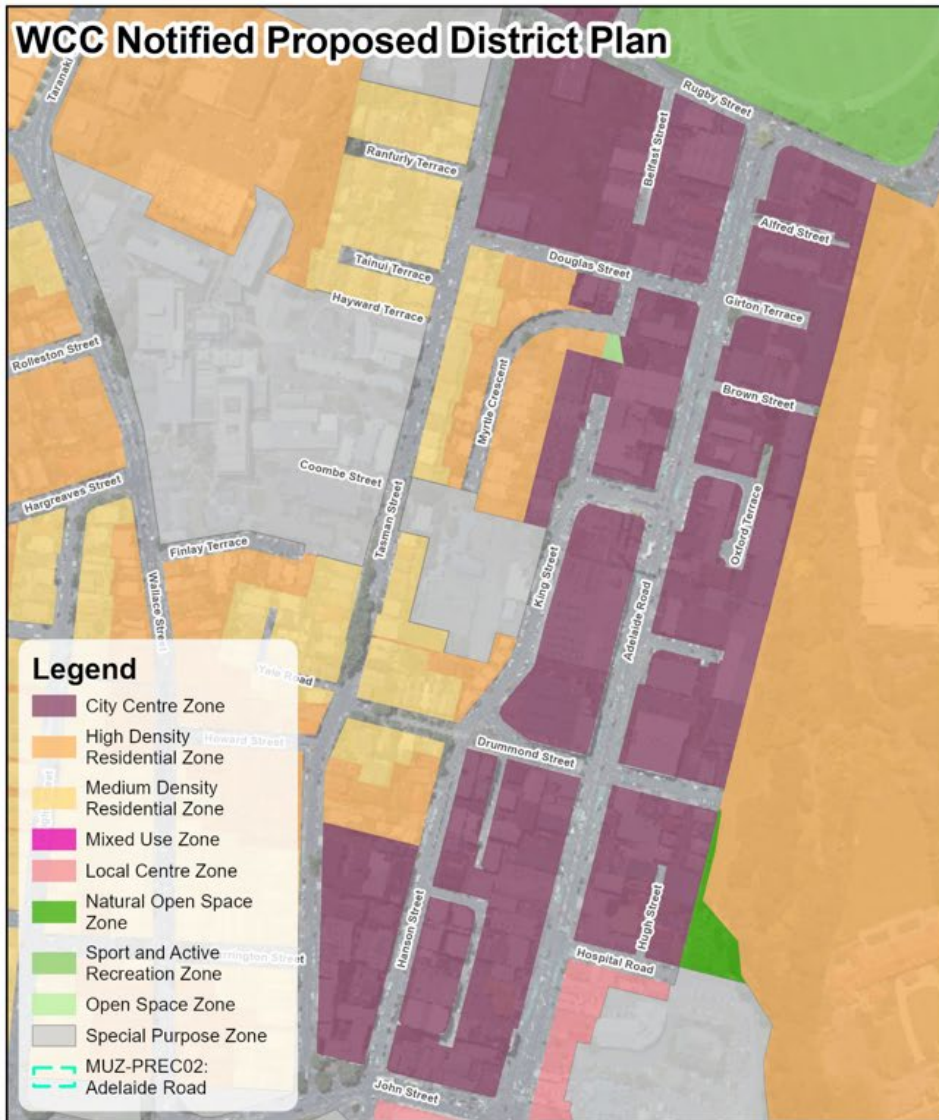 WCC Notified Proposed District Plan
Taranaki
Rugby Street
Belfast Street
Ranfurly Terrace
Alfred Street
Tainui Terrace
Douglas Street
Hayward Terrace
Girton Terrace
Rolleston Street
Myrtle Crescent
Brown Street
Coombe Street
Hargreaves Street
Tasman Street
Oxford Terrace
Finlay Terrace
King Street
Adelaide Road
Wallace Street
Yale Road
Howard Street
Drummond Street
Hanson Street
Hugh Street
Hospital Road
John Street
Legend
City Centre Zone
High Density
Residential Zone
Medium Density
Residential Zone
Mixed Use Zone
Local Centre Zone
Natural Open Space
Zone
Sport and Active
Recreation Zone
Open Space Zone
Special Purpose Zone
MUZ-PREC02:
Adelaide Road